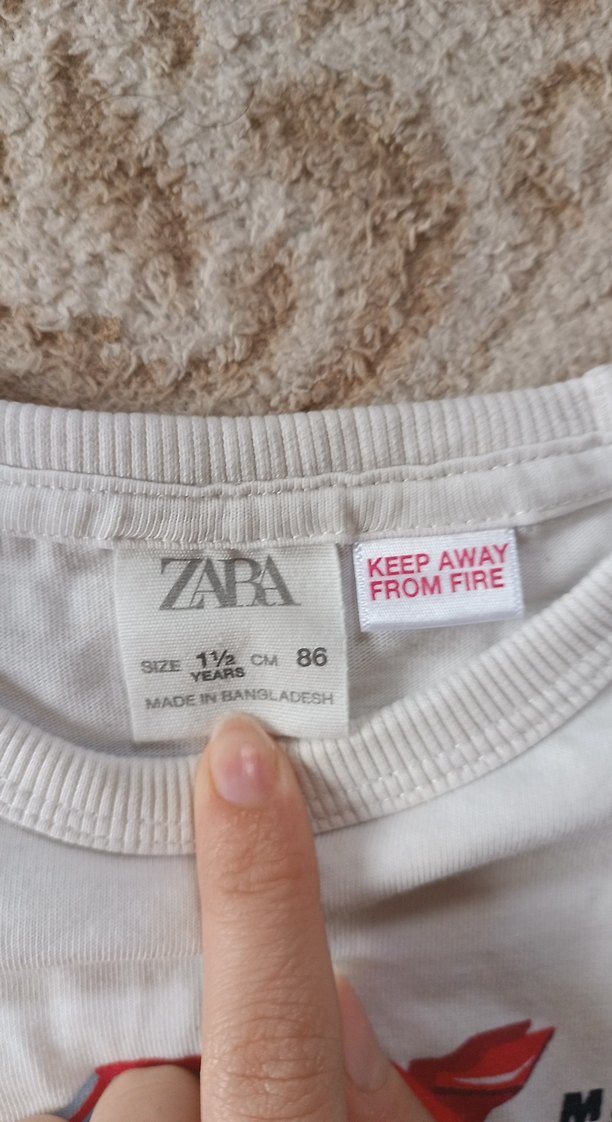 ZARA
SIZE 1½ CM 86
YEARS
MADE IN BANGLADESH
KEEP AWAY
FROM FIRE
M